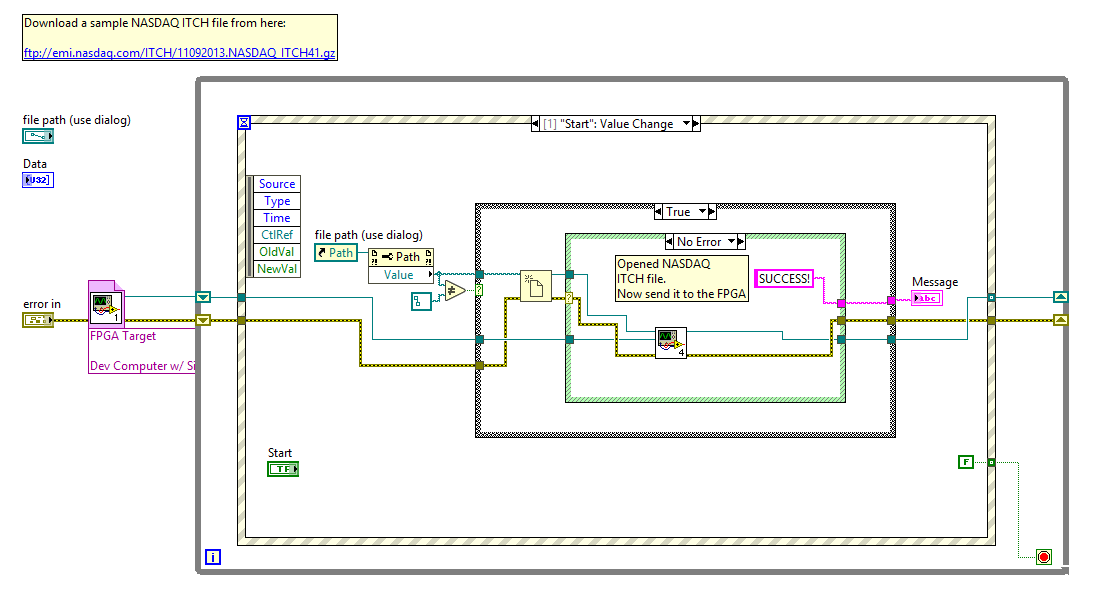 Download a sample NASDAQ ITCH file from here:
ftp://emi.nasdaq.com/ITCH/11092013.NASDAQ_ITCH41.gz
file path (use dialog)
Data
U32
[1] "Start": Value Change
Source
Type
Time
CtlRef
OldVal
NewVal
file path (use dialog)
Path
Path
Value
True
No Error
Opened NASDAQ
ITCH file.
Now send it to the FPGA
SUCCESS!
Message
abc
error in
1
FPGA Target
Dev Computer w/ Si
4
Start
TF
F
i